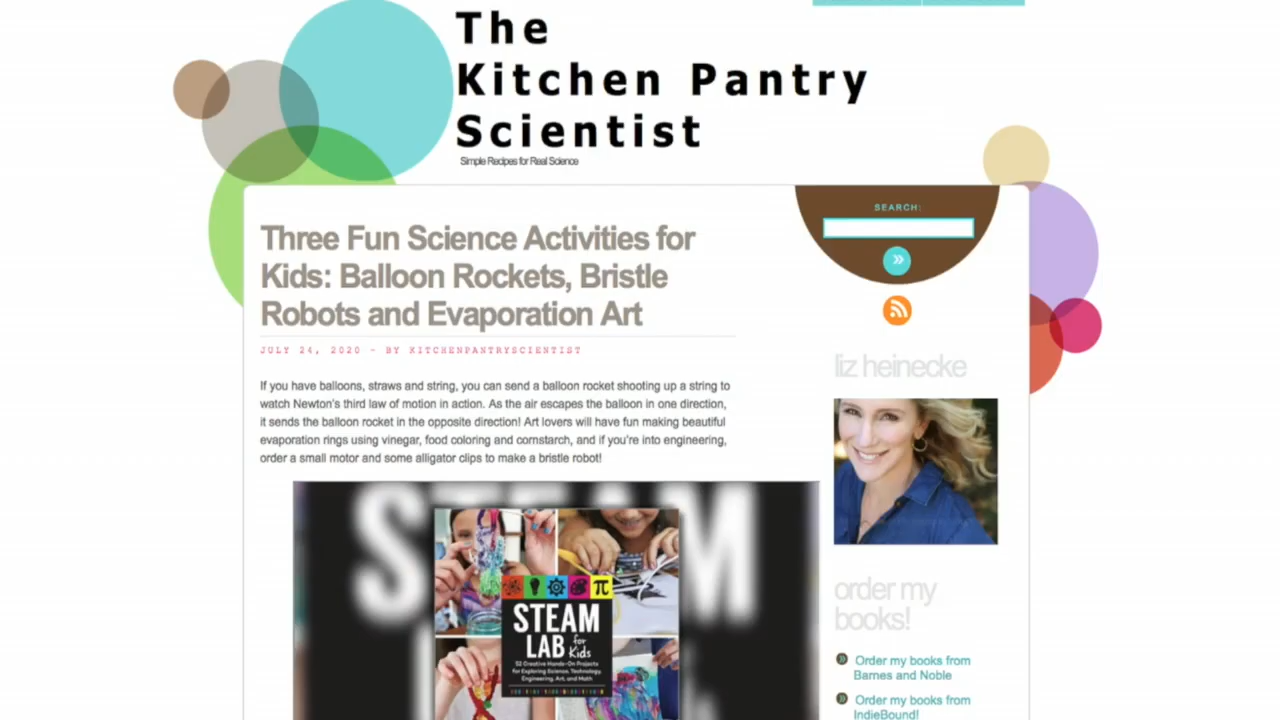 The
Kitchen Pantry
Scientist
Simple Recipes for Real Science
SEARCH:
Three Fun Science Activities for
Kids: Balloon Rockets, Bristle
Robots and Evaporation Art
JULY 24, 2020 – BY KITCHENPANTRYSCIENTIST
If you have balloons, straws and string, you can send a balloon rocket shooting up a string to
watch Newton's third law of motion in action. As the air escapes the balloon in one direction,
it sends the balloon rocket in the opposite direction! Art lovers will have fun making beautiful
evaporation rings using vinegar, food coloring and cornstarch, and if you're into engineering,
order a small motor and some alligator clips to make a bristle robot!
STEAM
π
STEAM
LAB for Kids
52 Creative Hands-On Projects
for Exploring Science, Technology,
Engineering, Art, and Math
liz heinecke
order my
books!
Order my books from
Barnes and Noble
Order my books from
IndieBound!